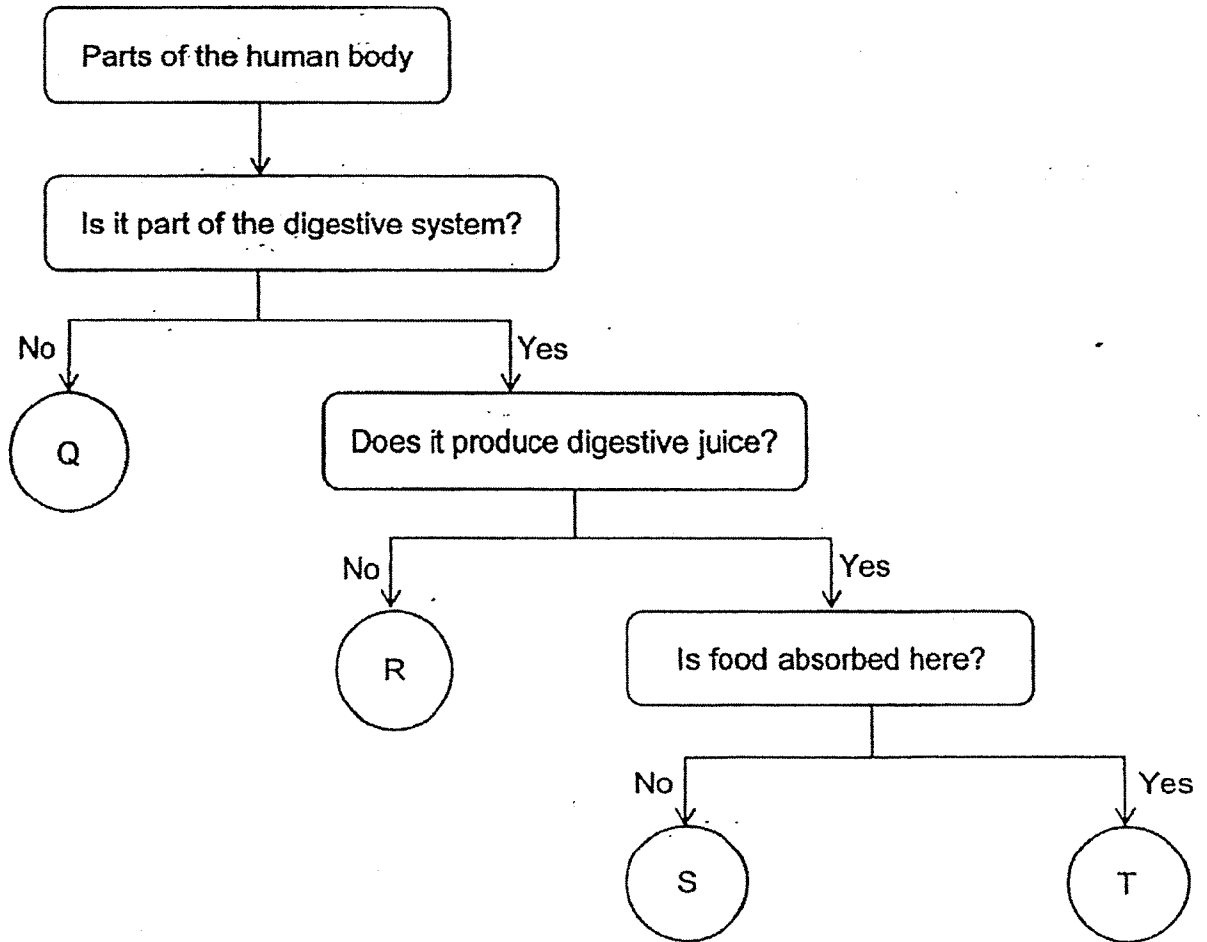 Parts of the human body
Is it part of the digestive system?
No
Yes
Q
Does it produce digestive juice?
No
Yes
R
Is food absorbed here?
No
Yes
S
T